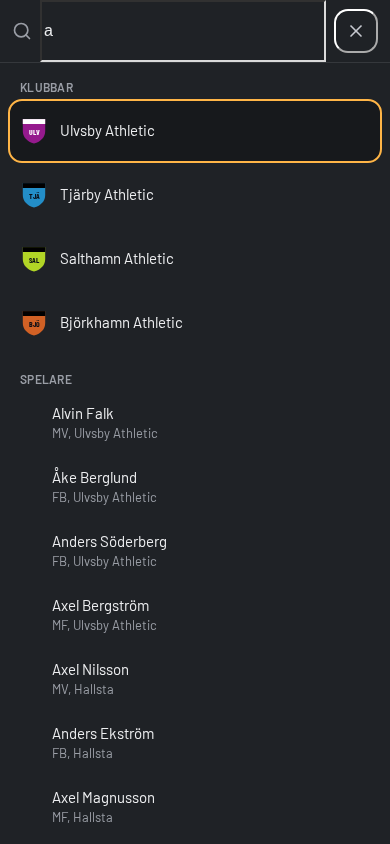 a
KLUBBAR
ULV
Ulvsby Athletic
TJÄ
Tjärby Athletic
SAL
Salthamn Athletic
BJÖ
Björkhamn Athletic
SPELARE
Alvin Falk
MV, Ulvsby Athletic
Åke Berglund
FB, Ulvsby Athletic
Anders Söderberg
FB, Ulvsby Athletic
Axel Bergström
MF, Ulvsby Athletic
Axel Nilsson
MV, Hallsta
Anders Ekström
FB, Hallsta
Axel Magnusson
MF, Hallsta